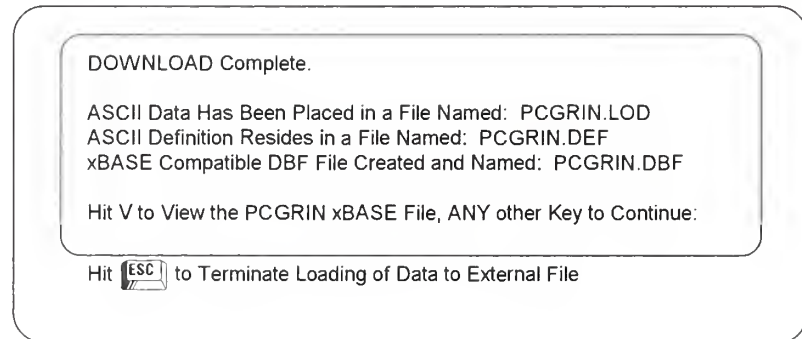 DOWNLOAD Complete.
ASCII Data Has Been Placed in a File Named: PCGRIN.LOD
ASCII Definition Resides in a File Named: PCGRIN.DEF
xBASE Compatible DBF File Created and Named: PCGRIN.DBF
Hit V to View the PCGRIN xBASE File, ANY other Key to Continue:
Hit ESC to Terminate Loading of Data to External File